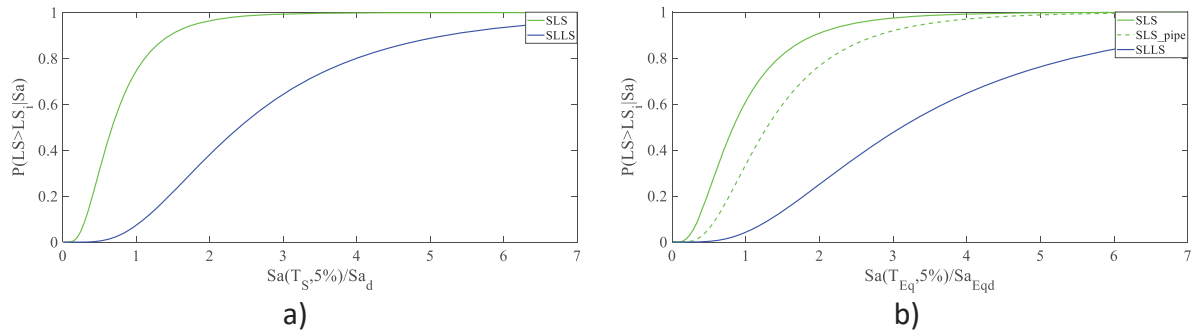 1
0.8
0.6
0.4
0.2
0
P(LS>LS_i|Sa)
SLS
SLLS
0 1 2 3 4 5 6 7
Sa(T_S,5%)/Sa_d
a)
1
0.8
0.6
0.4
0.2
0
P(LS>LS_i|Sa)
SLS
SLS_pipe
SLLS
0 1 2 3 4 5 6 7
Sa(T_Eq,5%)/Sa_Eqd
b)